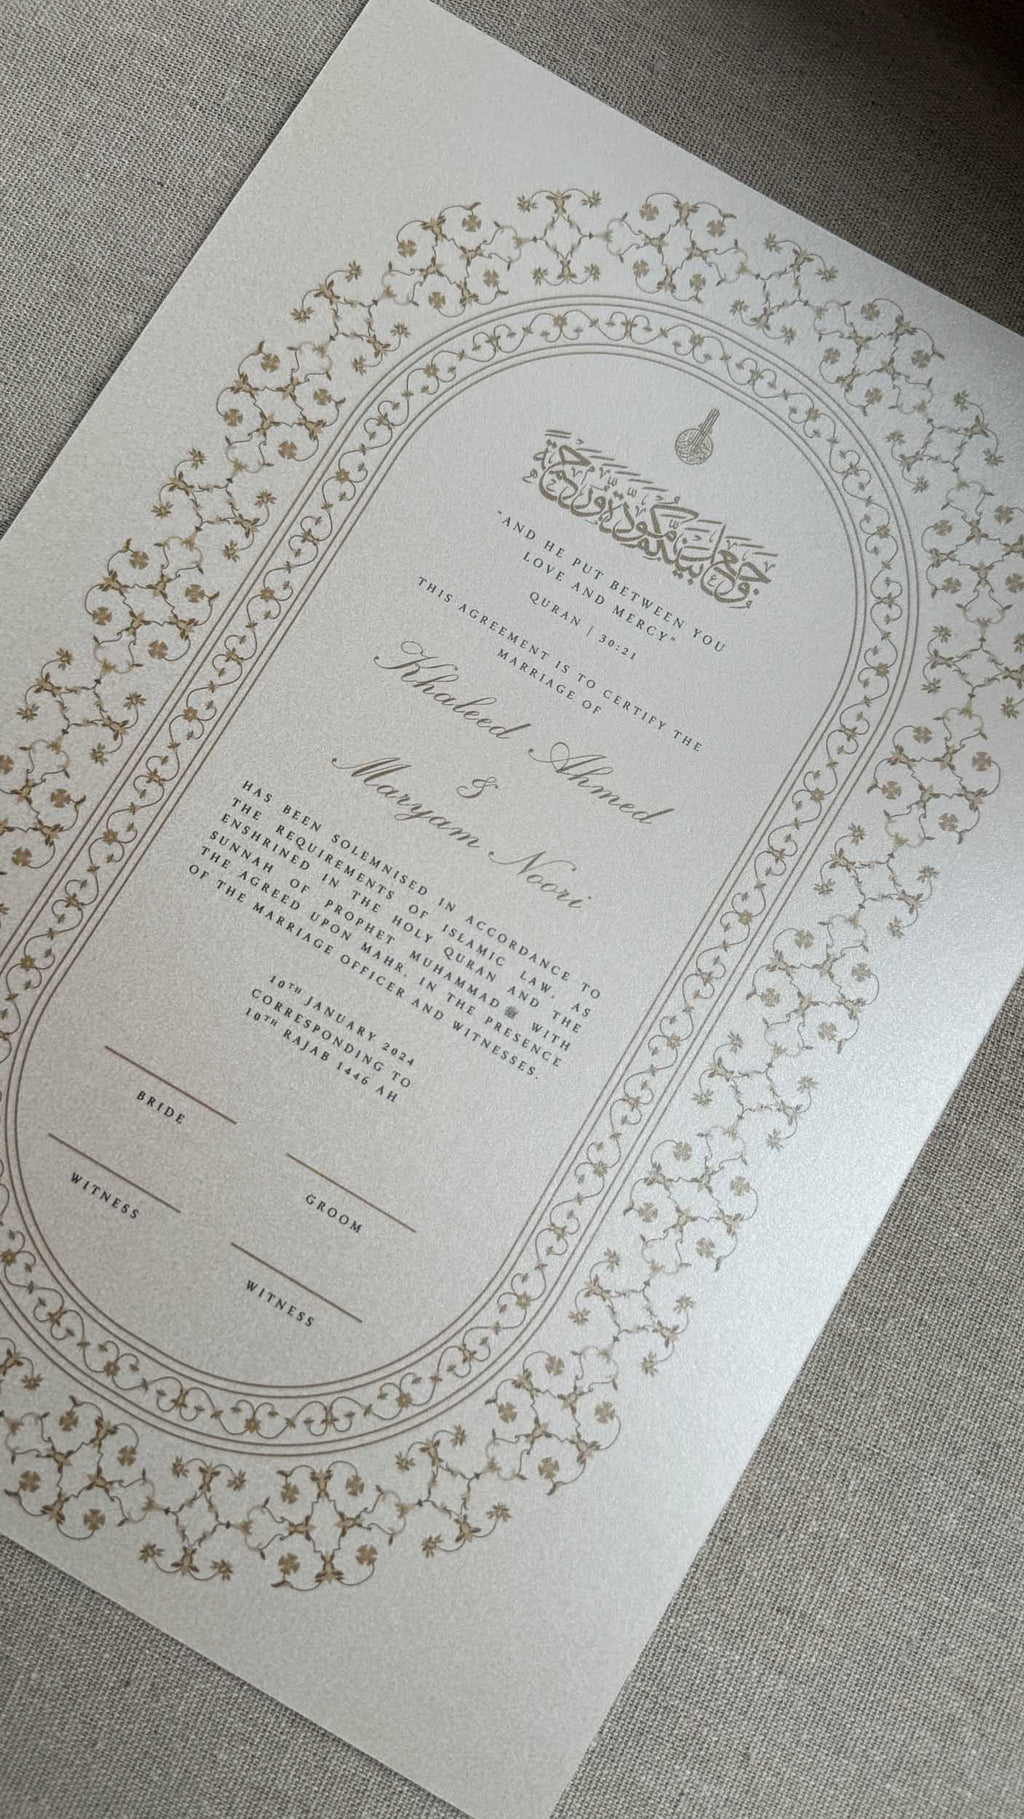 وَجَعَلَ بَيْنَكُم مَّوَدَّةً وَرَحْمَةً
"AND HE PUT BETWEEN YOU
LOVE AND MERCY"
QURAN | 30:21
THIS AGREEMENT IS TO CERTIFY THE
MARRIAGE OF
Khaleed Ahmed
&
Maryam Noori
HAS BEEN SOLEMNISED IN ACCORDANCE TO
THE REQUIREMENTS OF ISLAMIC LAW, AS
ENSHRINED IN THE HOLY QURAN AND THE
SUNNAH OF PROPHET MUHAMMAD ﷺ WITH
THE AGREED UPON MAHR, IN THE PRESENCE
OF THE MARRIAGE OFFICER AND WITNESSES.
10TH JANUARY 2024
CORRESPONDING TO
10TH RAJAB 1446 AH
BRIDE
GROOM
WITNESS
WITNESS